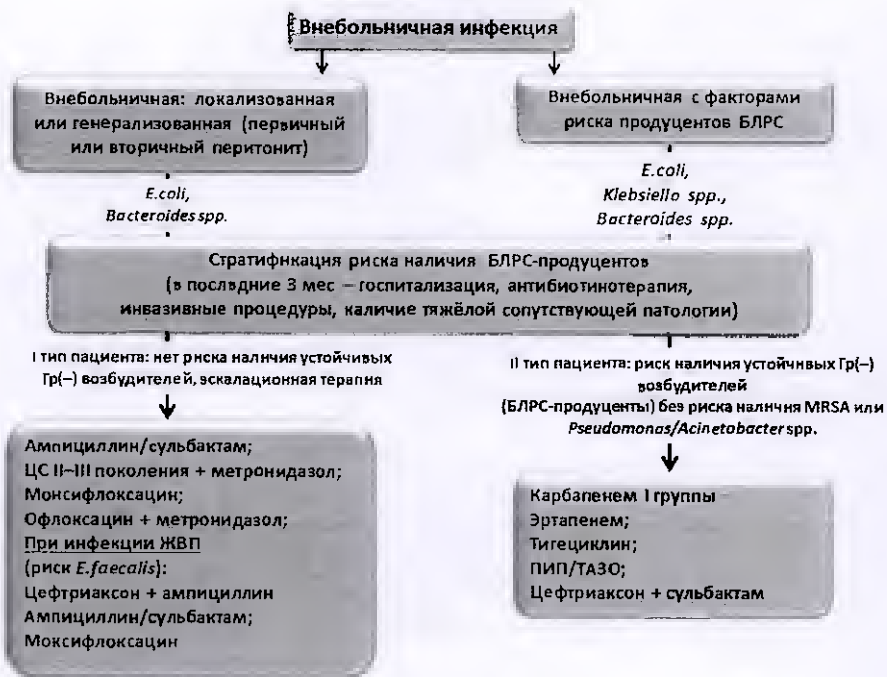 Внебольничная инфекция
Внебольничная: локализованная
или генерализованная (первичный
или вторичный перитонит)
Внебольничная с факторами
риска продуцентов БЛРС
E.coli,
Bacteroides spp.
E.coli,
Klebsiello spp.,
Bacteroides spp.
Стратификация риска наличия БЛРС-продуцентов
(в последние 3 мес – госпитализация, антибиотинотерапия,
инвазивные процедуры, каличие тяжёлой сопутствующей патологии)
I тип пациента: нет риска наличия устойчивых
Гр(–) возбудителей, эскалационная терапия
II тип пациента: риск наличия устойчивых Гр(–)
возбудителей
(БЛРС-продуценты) без риска наличия MRSA или
Pseudomonas/Acinetobacter spp.
Ампициллин/сульбактам;
ЦС II–III поколения + метронидазол;
Монсифлоксацин;
Офлоксацин + метронидазол;
При инфекции ЖВП
(риск E.faecalis):
Цефтриаксон + ампициллин
Ампициллин/сульбактам;
Моксифлоксацин
Карбапенем I группы
Эртапенем;
Тигециклин;
ПИП/ТАЗО;
Цефтриаксон + сульбактам